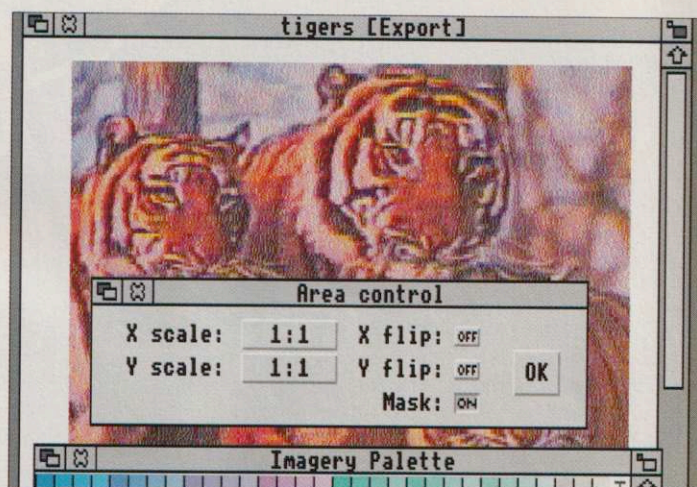 tigers [Export]
Area control
X scale: 1:1 X flip: OFF
Y scale: 1:1 Y flip: OFF
OK
Mask: ON
Imagery Palette